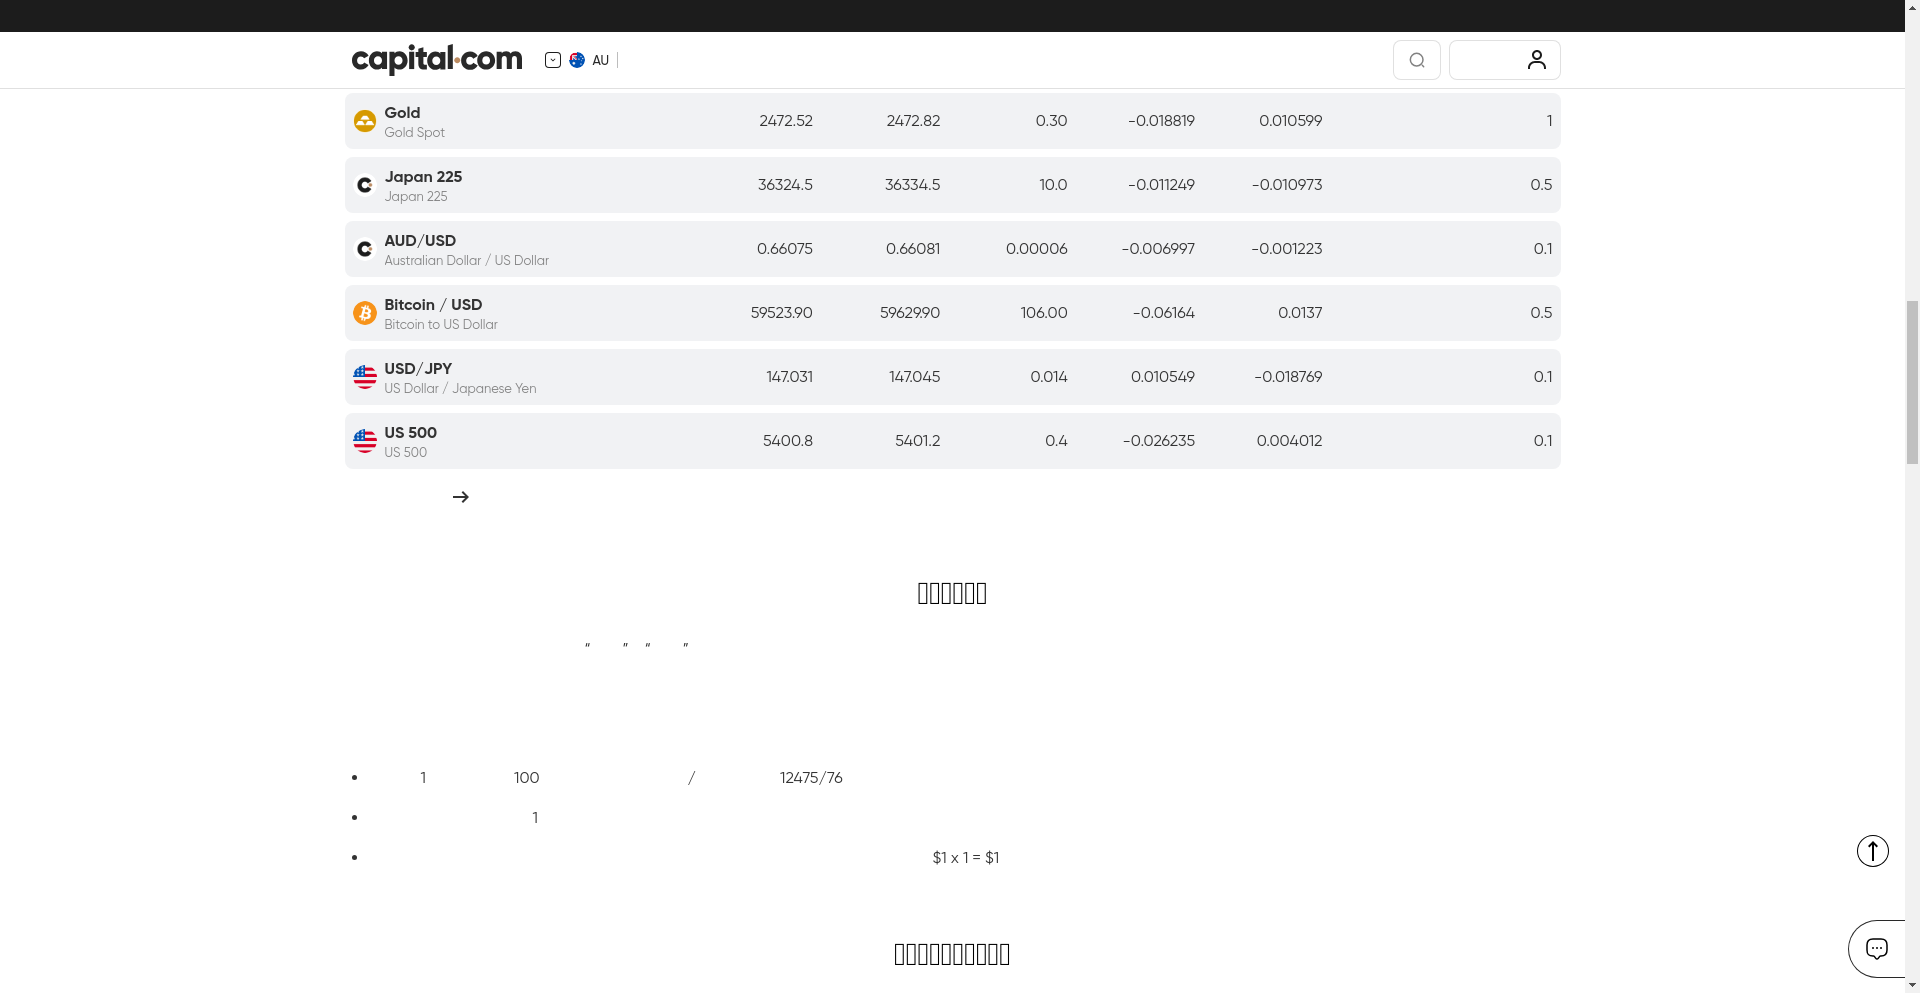 capital.com AU
Gold 2472.52 2472.82 0.30 -0.018819 0.010599 1
Gold Spot
Japan 225 36324.5 36334.5 10.0 -0.011249 -0.010973 0.5
Japan 225
AUD/USD 0.66075 0.66081 0.00006 -0.006997 -0.001223 0.1
Australian Dollar / US Dollar
Bitcoin / USD 59523.90 59629.90 106.00 -0.06164 0.0137 0.5
Bitcoin to US Dollar
USD/JPY 147.031 147.045 0.014 0.010549 -0.018769 0.1
US Dollar / Japanese Yen
US 500 5400.8 5401.2 0.4 -0.026235 0.004012 0.1
US 500
“ ” “ ”
• 1 100 / 12475/76
• 1
• $1 x 1 = $1